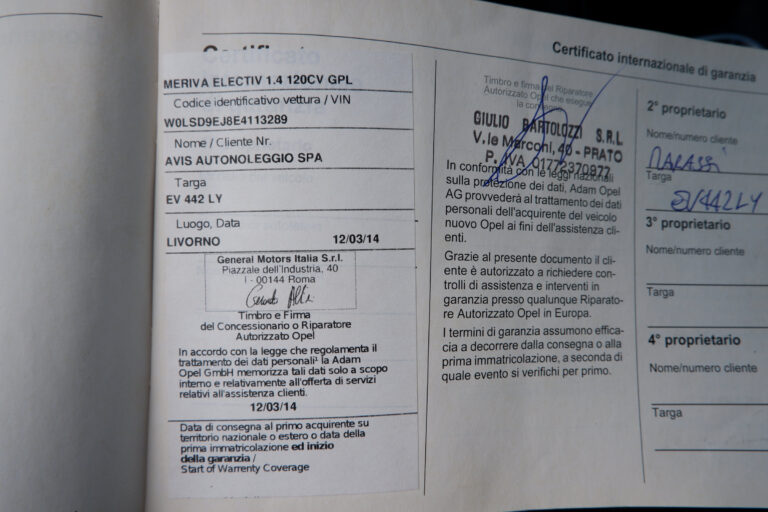 Certificato
Certificato internazionale di garanzia
MERIVA ELECTIV 1.4 120CV GPL
Codice identificativo vettura / VIN
W0LSD9EJ8E4113289
Nome / Cliente Nr.
AVIS AUTONOLEGGIO SPA
Targa
EV 442 LY
Luogo, Data
LIVORNO 12/03/14
General Motors Italia S.r.l.
Piazzale dell'Industria, 40
I - 00144 Roma
Timbro e Firma
del Concessionario o Riparatore
Autorizzato Opel
In accordo con la legge che regolamenta il
trattamento dei dati personali¹ la Adam
Opel GmbH memorizza tali dati solo a scopo
interno e relativamente all'offerta di servizi
relativi all'assistenza clienti.
12/03/14
Data di consegna al primo acquirente su
territorio nazionale o estero o data della
prima immatricolazione ed inizio
della garanzia /
Start of Warrenty Coverage
Timbro e firma del Riparatore
Autorizzato Opel che esegue
la consegna
GIULIO BARTOLOZZI S.R.L
V.le Marconi, 40 - PRATO
P. IVA 01772370977
In conformità con le leggi nazionali
sulla protezione dei dati, Adam Opel
AG provvederà al trattamento dei dati
personali dell'acquirente del veicolo
nuovo Opel ai fini dell'assistenza cli-
enti.
Grazie al presente documento il cli-
ente è autorizzato a richiedere con-
trolli di assistenza e interventi in
garanzia presso qualunque Riparato-
re Autorizzato Opel in Europa.
I termini di garanzia assumono effica-
cia a decorrere dalla consegna o alla
prima immatricolazione, a seconda di
quale evento si verifichi per primo.
2° proprietario
Nome/numero cliente
Targa
EV442LY
3° proprietario
Nome/numero cliente
Targa
4° proprietario
Nome/numero cliente
Targa